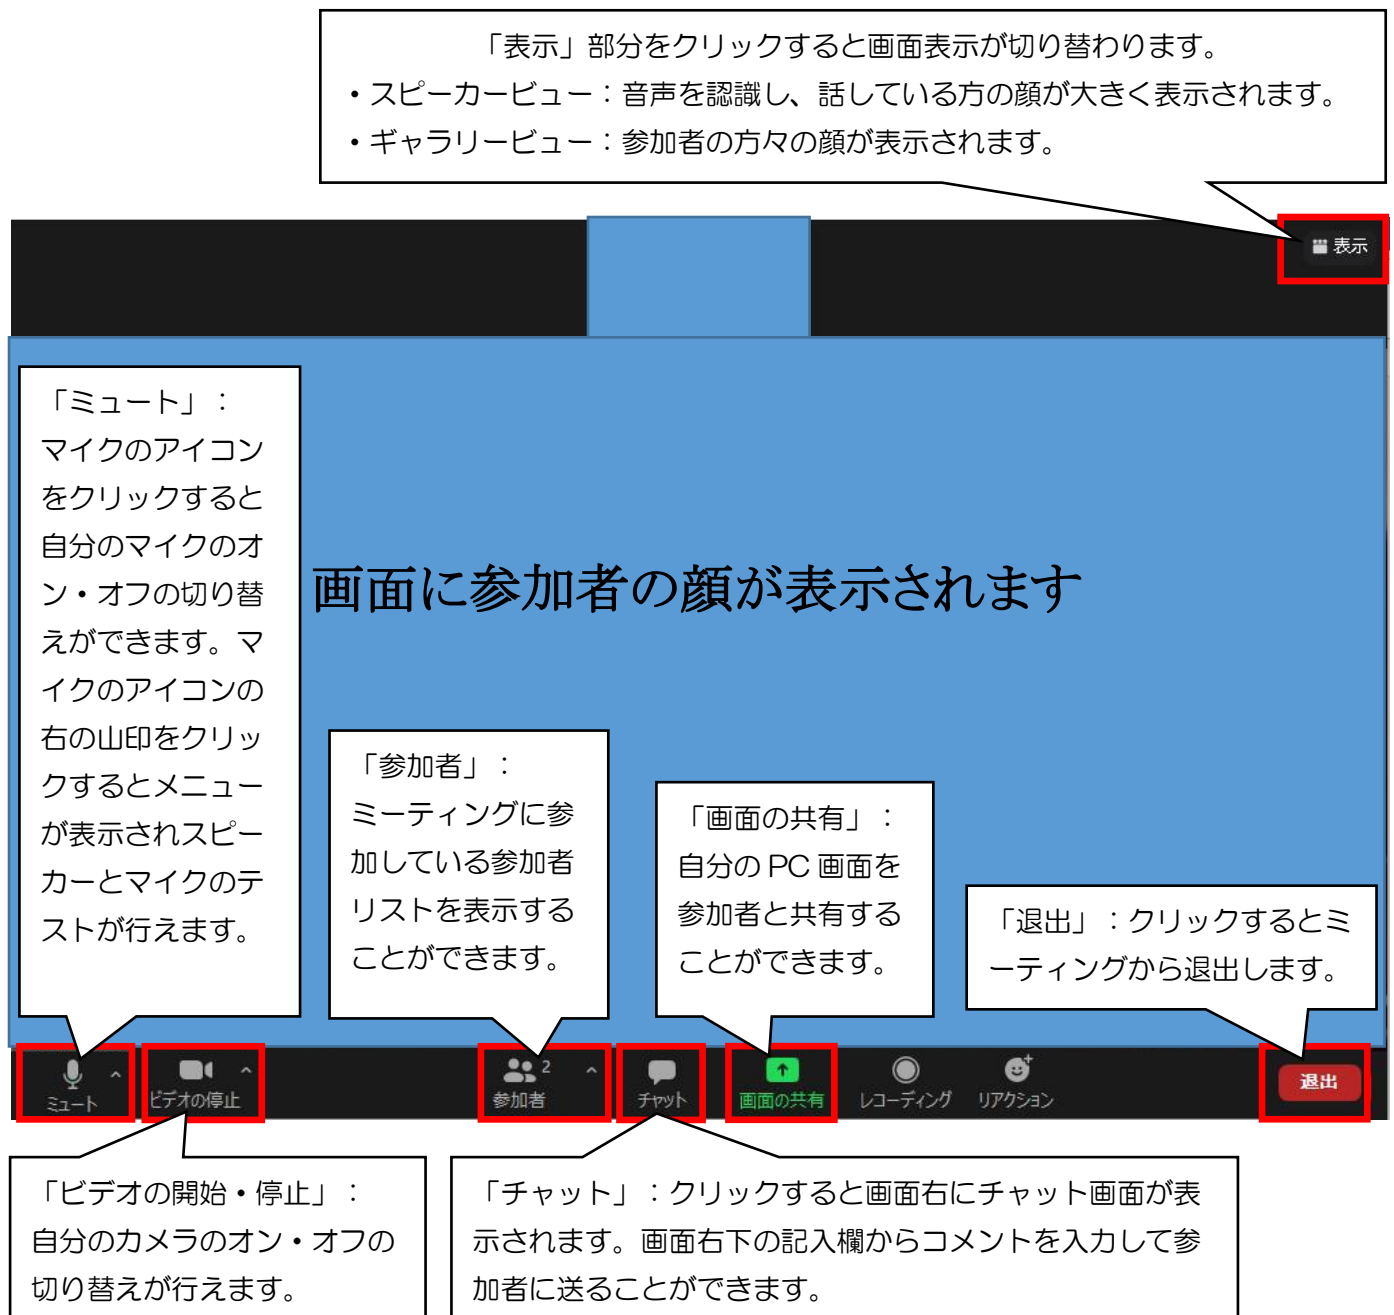 「表示」部分をクリックすると画面表示が切り替わります。
・スピーカービュー：音声を認識し、話している方の顔が大きく表示されます。
・ギャラリービュー：参加者の方々の顔が表示されます。
表示
「ミュート」：
マイクのアイコン
をクリックすると
自分のマイクのオ
ン・オフの切り替
えができます。マ
イクのアイコンの
右の山印をクリッ
クするとメニュー
が表示されスピー
カーとマイクのテ
ストが行えます。
画面に参加者の顔が表示されます
「参加者」：
ミーティングに参
加している参加者
リストを表示する
ことができます。
「画面の共有」：
自分の PC 画面を
参加者と共有する
ことができます。
「退出」：クリックするとミ
ーティングから退出します。
ミュート
ビデオの停止
2
参加者
チャット
画面の共有
レコーディング
リアクション
退出
「ビデオの開始・停止」：
自分のカメラのオン・オフの
切り替えが行えます。
「チャット」：クリックすると画面右にチャット画面が表
示されます。画面右下の記入欄からコメントを入力して参
加者に送ることができます。